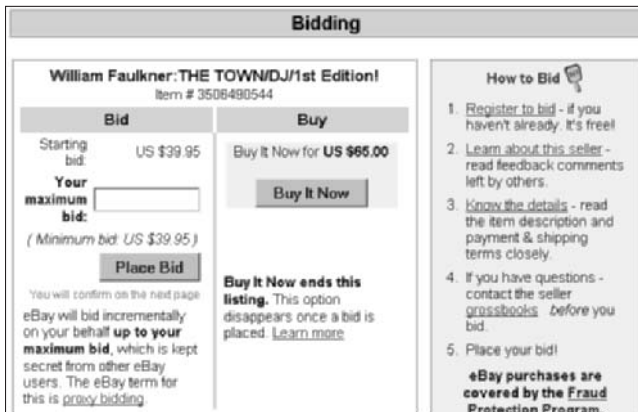 Bidding
William Faulkner:THE TOWN/DJ/1st Edition!
Item # 3506490544
Bid
Starting bid: US $39.95
Your maximum bid:
( Minimum bid: US $39.95 )
Place Bid
You will confirm on the next page
eBay will bid incrementally
on your behalf up to your
maximum bid, which is kept
secret from other eBay
users. The eBay term for
this is proxy bidding.
Buy
Buy It Now for US $65.00
Buy It Now
Buy It Now ends this
listing. This option
disappears once a bid is
placed. Learn more
How to Bid
1. Register to bid - if you
haven't already. It's free!
2. Learn about this seller -
read feedback comments
left by others.
3. Know the details - read
the item description and
payment & shipping
terms closely.
4. If you have questions -
contact the seller
grossbooks before you
bid.
5. Place your bid!
eBay purchases are
covered by the Fraud
Protection Program.